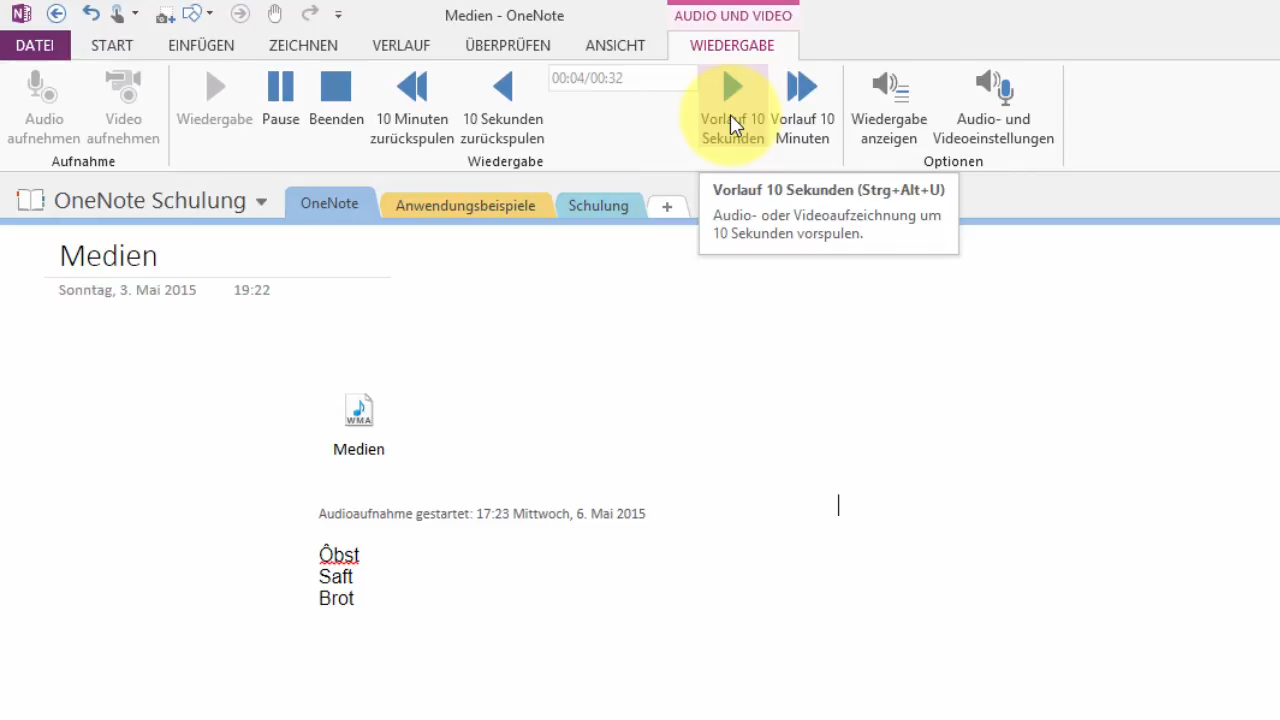 Medien - OneNote
AUDIO UND VIDEO
DATEI START EINFÜGEN ZEICHNEN VERLAUF ÜBERPRÜFEN ANSICHT WIEDERGABE
Audio aufnehmen
Video aufnehmen
Aufnahme
Wiedergabe
Pause
Beenden
10 Minuten zurückspulen
10 Sekunden zurückspulen
00:04/00:32
Vorlauf 10 Sekunden
Vorlauf 10 Minuten
Wiedergabe
Wiedergabe anzeigen
Audio- und Videoeinstellungen
Optionen
OneNote Schulung
OneNote
Anwendungsbeispiele
Schulung
+
Vorlauf 10 Sekunden (Strg+Alt+U)
Audio- oder Videoaufzeichnung um
10 Sekunden vorspulen.
Medien
Sonntag, 3. Mai 2015 19:22
WMA
Medien
Audioaufnahme gestartet: 17:23 Mittwoch, 6. Mai 2015
Ôbst
Saft
Brot